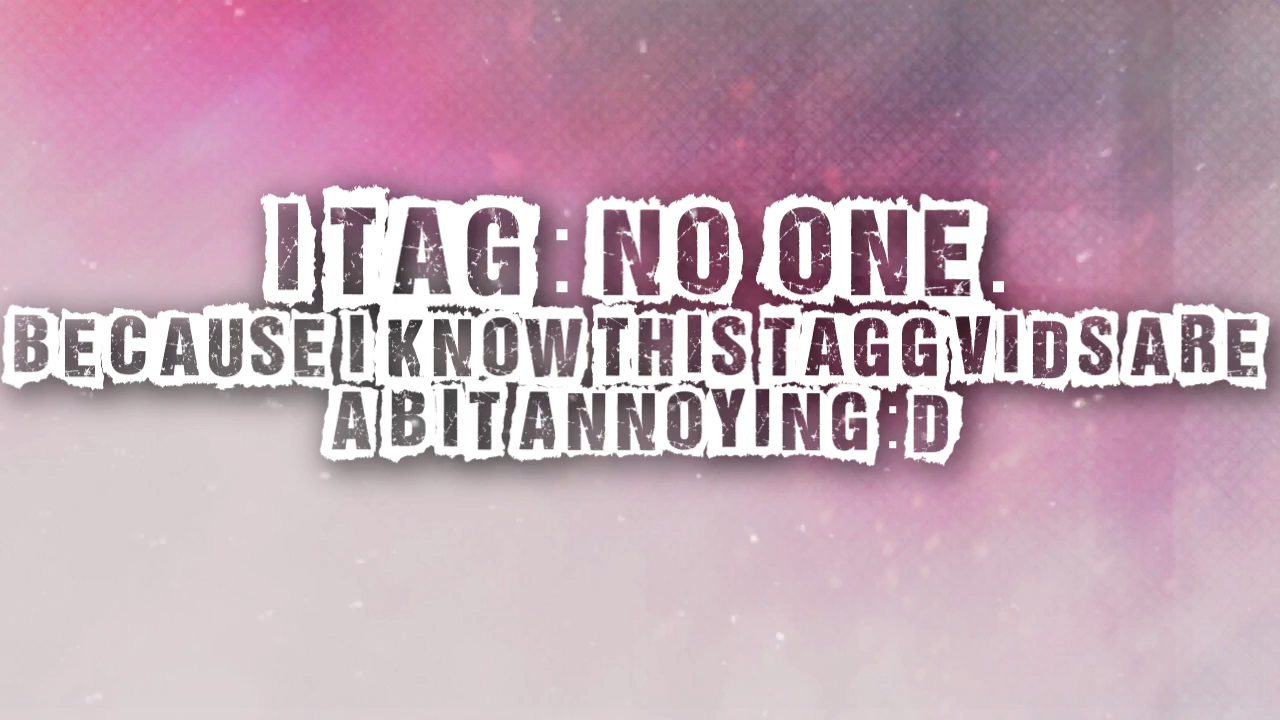 I TAG : NO ONE.
BECAUSE I KNOW THIS TAGG VIDS ARE
A BIT ANNOYING :D